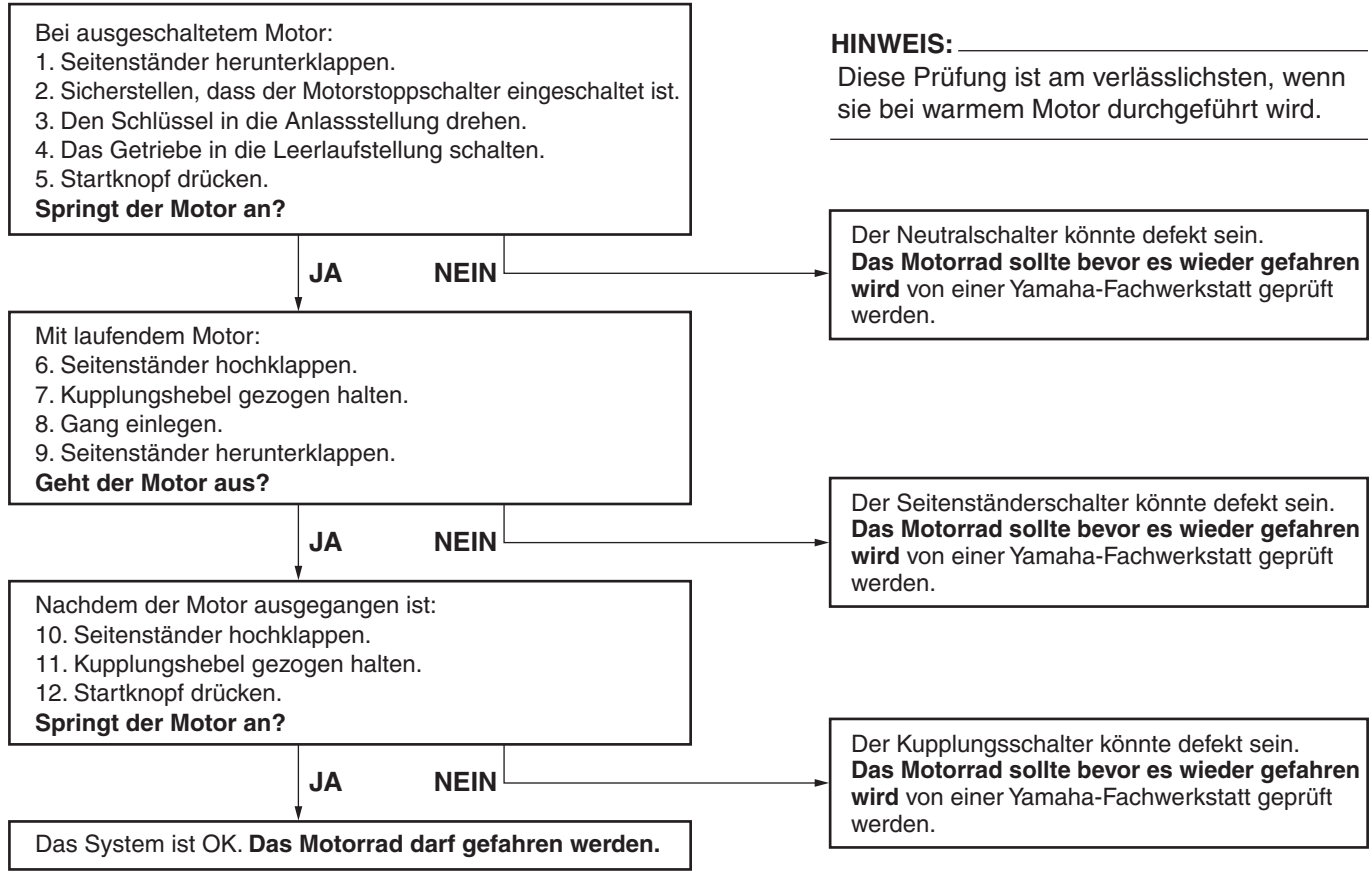 Bei ausgeschaltetem Motor:
1. Seitenständer herunterklappen.
2. Sicherstellen, dass der Motorstoppschalter eingeschaltet ist.
3. Den Schlüssel in die Anlassstellung drehen.
4. Das Getriebe in die Leerlaufstellung schalten.
5. Startknopf drücken.
Springt der Motor an?
HINWEIS:
Diese Prüfung ist am verlässlichsten, wenn
sie bei warmem Motor durchgeführt wird.
JA NEIN
Der Neutralschalter könnte defekt sein.
Das Motorrad sollte bevor es wieder gefahren
wird von einer Yamaha-Fachwerkstatt geprüft
werden.
Mit laufendem Motor:
6. Seitenständer hochklappen.
7. Kupplungshebel gezogen halten.
8. Gang einlegen.
9. Seitenständer herunterklappen.
Geht der Motor aus?
JA NEIN
Der Seitenständerschalter könnte defekt sein.
Das Motorrad sollte bevor es wieder gefahren
wird von einer Yamaha-Fachwerkstatt geprüft
werden.
Nachdem der Motor ausgegangen ist:
10. Seitenständer hochklappen.
11. Kupplungshebel gezogen halten.
12. Startknopf drücken.
Springt der Motor an?
JA NEIN
Der Kupplungsschalter könnte defekt sein.
Das Motorrad sollte bevor es wieder gefahren
wird von einer Yamaha-Fachwerkstatt geprüft
werden.
Das System ist OK. Das Motorrad darf gefahren werden.